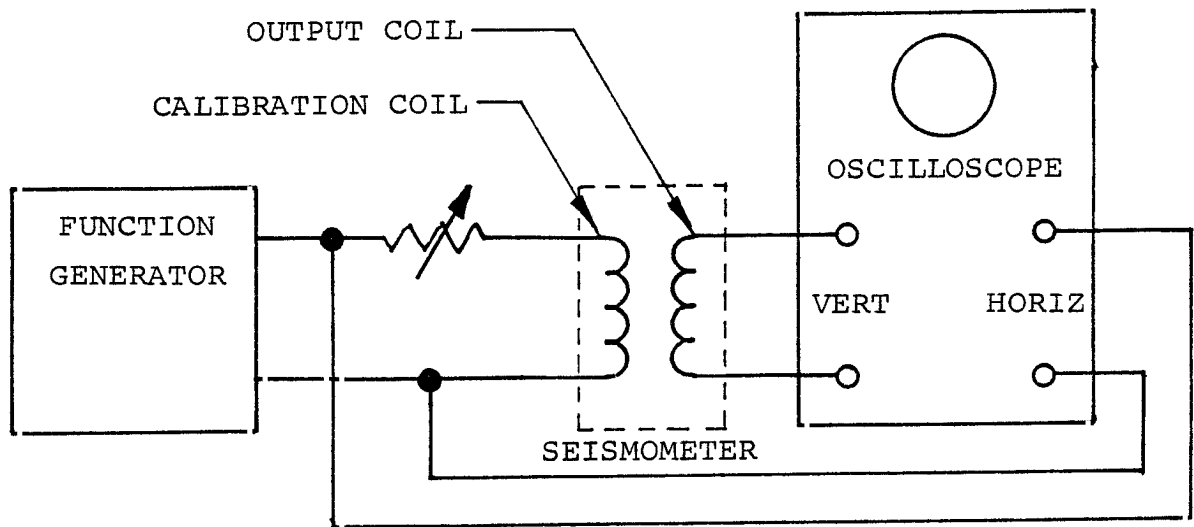 OUTPUT COIL
CALIBRATION COIL
OSCILLOSCOPE
FUNCTION
GENERATOR
VERT
HORIZ
SEISMOMETER